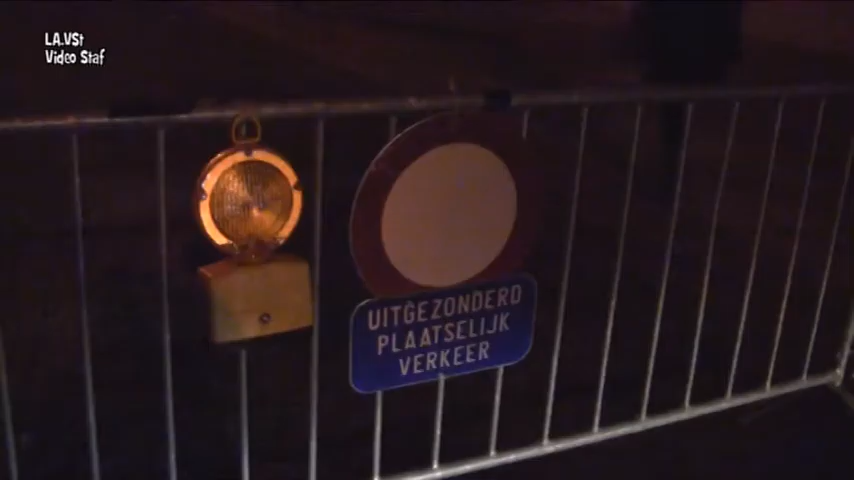 LA.VSt
Video Staf
UITGEZONDERD
PLAATSELIJK
VERKEER